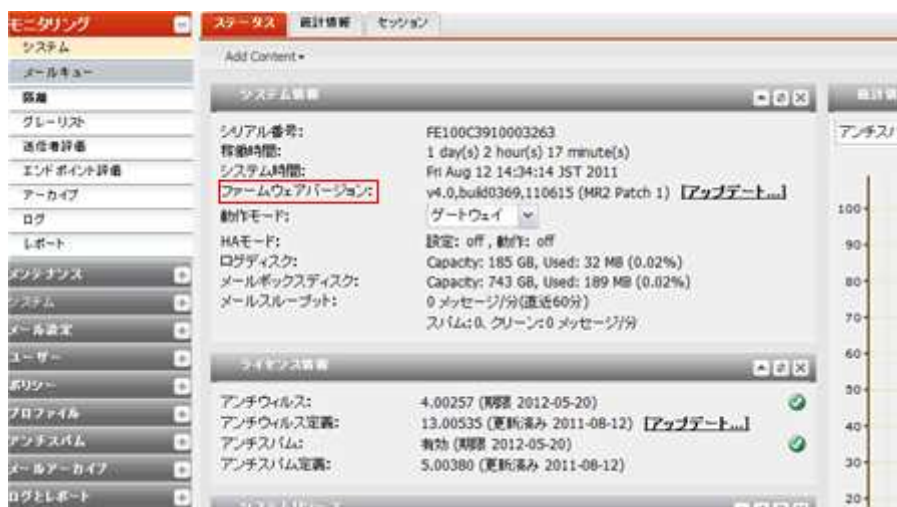 モニタリング
システム
メールキュー
隔離
グレーリスト
送信者評価
エンドポイント評価
アーカイブ
ログ
レポート
メンテナンス
システム
メール設定
ユーザー
ポリシー
プロファイル
アンチスパム
メールアーカイブ
ログとレポート
ステータス 統計情報 セッション
Add Content
システム情報
シリアル番号: FE100C3910003263
稼働時間: 1 day(s) 2 hour(s) 17 minute(s)
システム時間: Fri Aug 12 14:34:14 JST 2011
ファームウェアバージョン: v4.0,build0369,110615 (MR2 Patch 1) [アップデート...]
動作モード: ゲートウェイ
HAモード: 設定: off , 動作: off
ログディスク: Capacity: 185 GB, Used: 32 MB (0.02%)
メールボックスディスク: Capacity: 743 GB, Used: 189 MB (0.02%)
メールスループット: 0 メッセージ/分(直近60分)
スパム:0, クリーン:0 メッセージ/分
ライセンス情報
アンチウィルス: 4.00257 (期限 2012-05-20)
アンチウィルス定義: 13.00535 (更新済み 2011-08-12) [アップデート...]
アンチスパム: 有効 (期限 2012-05-20)
アンチスパム定義: 5.00380 (更新済み 2011-08-12)
統計情
アンチスパ
100
90
80
70
60
50
40
30
20